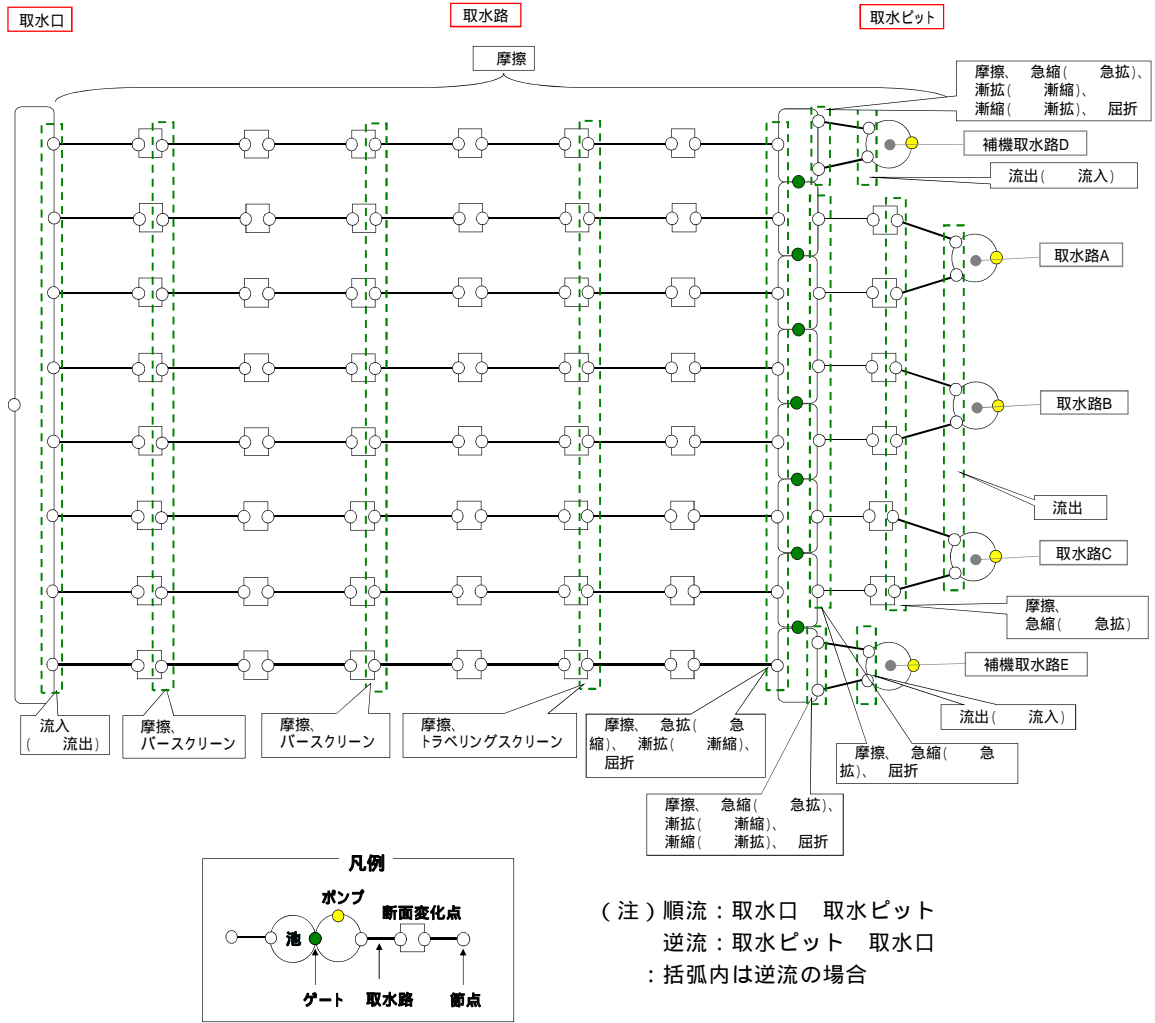 取水口
取水路
取水ピット
摩擦
摩擦、 急縮( 急拡)、
漸拡( 漸縮)、
漸縮( 漸拡)、 屈折
補機取水路D
流出( 流入)
取水路A
取水路B
流出
取水路C
摩擦、
急縮( 急拡)
補機取水路E
流出( 流入)
流入
( 流出)
摩擦、
バースクリーン
摩擦、
バースクリーン
摩擦、
トラベリングスクリーン
摩擦、 急拡( 急
縮)、 漸拡( 漸縮)、
屈折
摩擦、 急縮( 急
拡)、 屈折
摩擦、 急縮( 急拡)、
漸拡( 漸縮)、
漸縮( 漸拡)、 屈折
凡例
ポンプ
断面変化点
池
ゲート
取水路
節点
(注)順流:取水口 取水ピット
逆流:取水ピット 取水口
:括弧内は逆流の場合